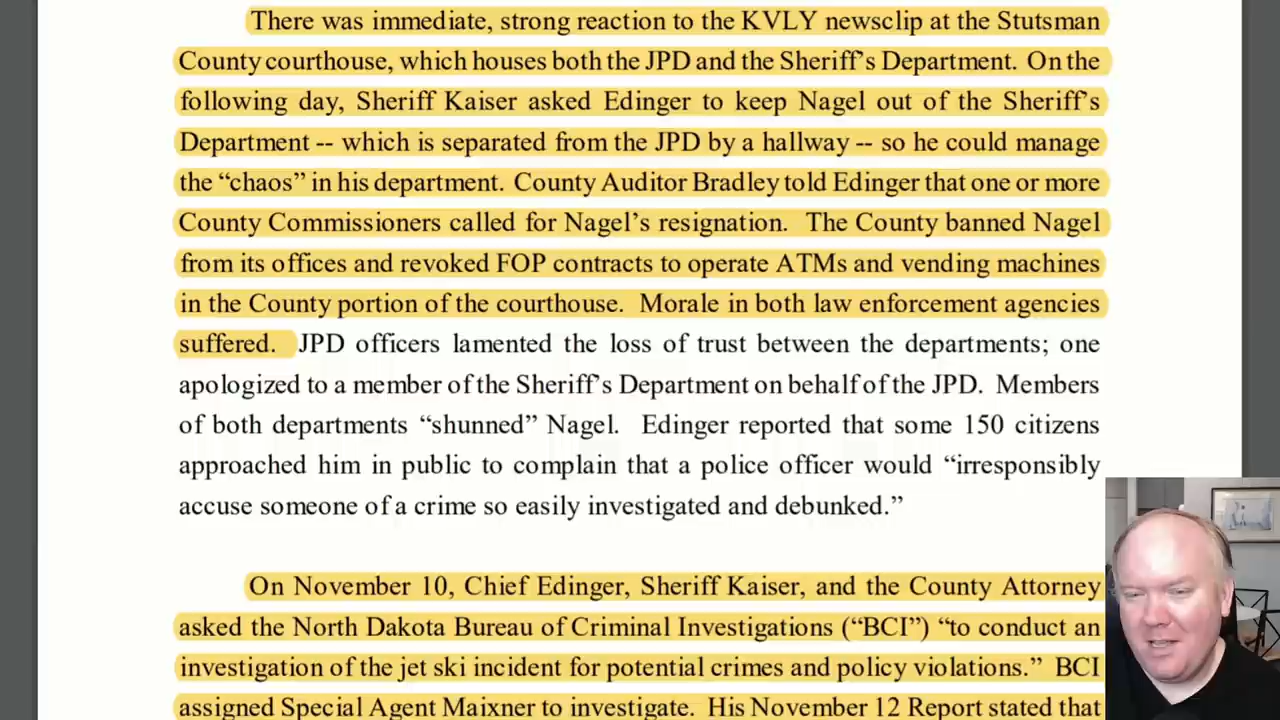 There was immediate, strong reaction to the KVLY newsclip at the Stutsman
County courthouse, which houses both the JPD and the Sheriff's Department. On the
following day, Sheriff Kaiser asked Edinger to keep Nagel out of the Sheriff's
Department -- which is separated from the JPD by a hallway -- so he could manage
the “chaos” in his department. County Auditor Bradley told Edinger that one or more
County Commissioners called for Nagel's resignation. The County banned Nagel
from its offices and revoked FOP contracts to operate ATMs and vending machines
in the County portion of the courthouse. Morale in both law enforcement agencies
suffered. JPD officers lamented the loss of trust between the departments; one
apologized to a member of the Sheriff's Department on behalf of the JPD. Members
of both departments “shunned” Nagel. Edinger reported that some 150 citizens
approached him in public to complain that a police officer would “irresponsibly
accuse someone of a crime so easily investigated and debunked.”
On November 10, Chief Edinger, Sheriff Kaiser, and the County Attorney
asked the North Dakota Bureau of Criminal Investigations (“BCI”) “to conduct an
investigation of the jet ski incident for potential crimes and policy violations.” BCI
assigned Special Agent Maixner to investigate. His November 12 Report stated that